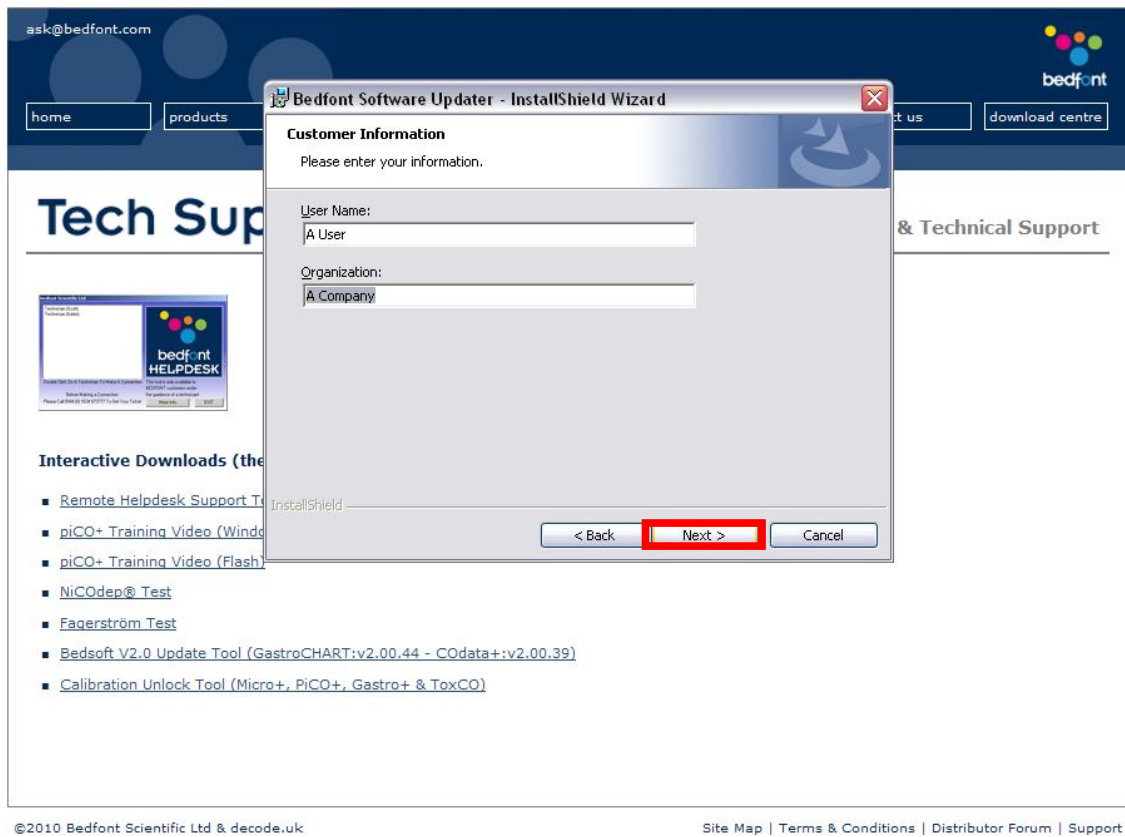 ask@bedfont.com
bedfont
home
products
t us
download centre
Bedfont Software Updater - InstallShield Wizard
Customer Information
Please enter your information.
User Name:
A User
Organization:
A Company
InstallShield
< Back
Next >
Cancel
Tech Sup
& Technical Support
bedfont
HELPDESK
EXIT
Interactive Downloads (the
Remote Helpdesk Support T
piCO+ Training Video (Windo
piCO+ Training Video (Flash)
NiCOdep® Test
Fagerström Test
Bedsoft V2.0 Update Tool (GastroCHART:v2.00.44 - COdata+:v2.00.39)
Calibration Unlock Tool (Micro+, PiCO+, Gastro+ & ToxCO)
©2010 Bedfont Scientific Ltd & decode.uk
Site Map | Terms & Conditions | Distributor Forum | Support